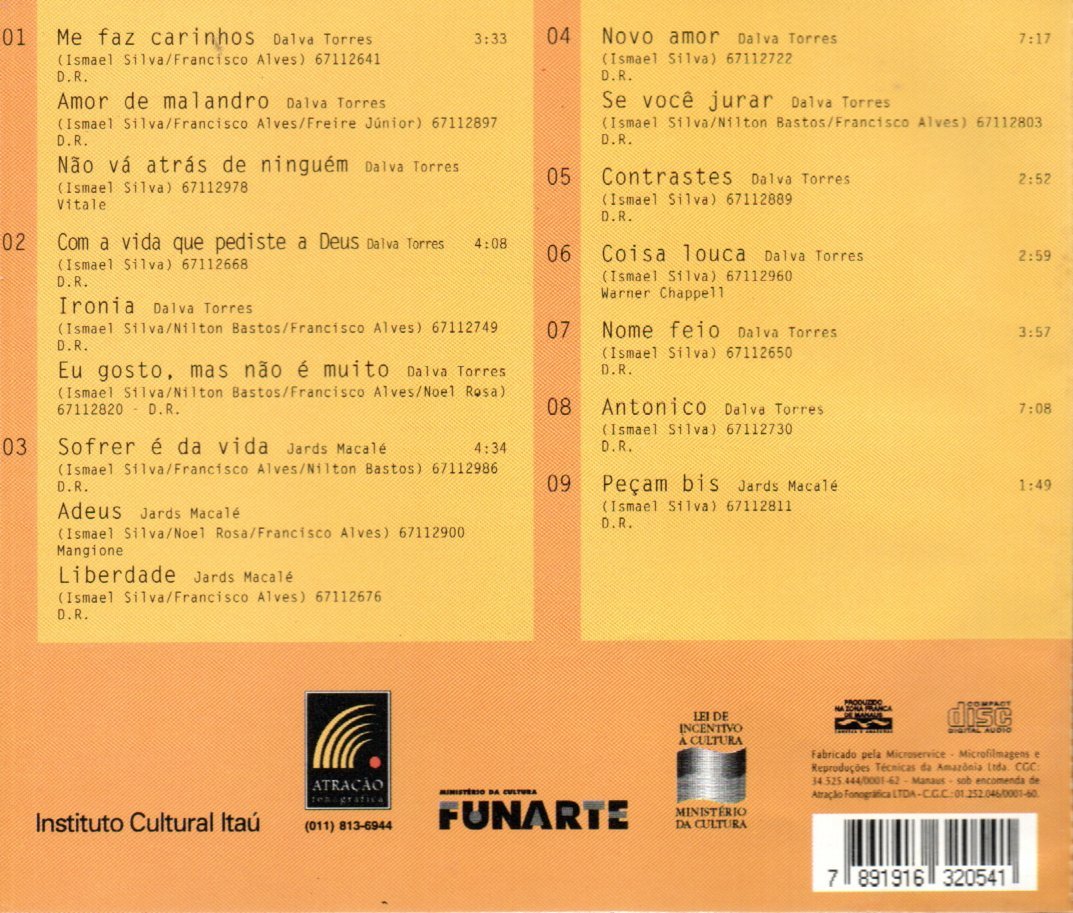 01 Me faz carinhos Dalva Torres 3:33
(Ismael Silva/Francisco Alves) 67112641
D.R.
Amor de malandro Dalva Torres
(Ismael Silva/Francisco Alves/Freire Júnior) 67112897
D.R.
Não vá atrás de ninguém Dalva Torres
(Ismael Silva) 67112978
Vitale
02 Com a vida que pediste a Deus Dalva Torres 4:08
(Ismael Silva) 67112668
D.R.
Ironia Dalva Torres
(Ismael Silva/Nilton Bastos/Francisco Alves) 67112749
D.R.
Eu gosto, mas não é muito Dalva Torres
(Ismael Silva/Nilton Bastos/Francisco Alves/Noel Rosa)
67112820 - D.R.
03 Sofrer é da vida Jards Macalé 4:34
(Ismael Silva/Francisco Alves/Nilton Bastos) 67112986
D.R.
Adeus Jards Macalé
(Ismael Silva/Noel Rosa/Francisco Alves) 67112900
Mangione
Liberdade Jards Macalé
(Ismael Silva/Francisco Alves) 67112676
D.R.
04 Novo amor Dalva Torres 7:17
(Ismael Silva) 67112722
D.R.
Se você jurar Dalva Torres
(Ismael Silva/Nilton Bastos/Francisco Alves) 67112803
D.R.
05 Contrastes Dalva Torres 2:52
(Ismael Silva) 67112889
D.R.
06 Coisa louca Dalva Torres 2:59
(Ismael Silva) 67112960
Warner Chappell
07 Nome feio Dalva Torres 3:57
(Ismael Silva) 67112650
D.R.
08 Antonico Dalva Torres 7:08
(Ismael Silva) 67112730
D.R.
09 Peçam bis Jards Macalé 1:49
(Ismael Silva) 67112811
D.R.
Instituto Cultural Itaú
ATRAÇÃO
fonográfica
(011) 813-6944
MINISTÉRIO DA CULTURA
FUNARTE
LEI DE
INCENTIVO
À CULTURA
MINISTÉRIO
DA CULTURA
PRODUZIDO
NA ZONA FRANCA
DE MANAUS
COMPACT
disc
DIGITAL AUDIO
Fabricado pela Microservice - Microfilmagens e
Reproduções Técnicas da Amazônia Ltda. CGC:
34.525.444/0001-62 - Manaus - sob encomenda de
Atração Fonográfica LTDA - C.G.C.: 01.252.046/0001-60.
7 891916 320541